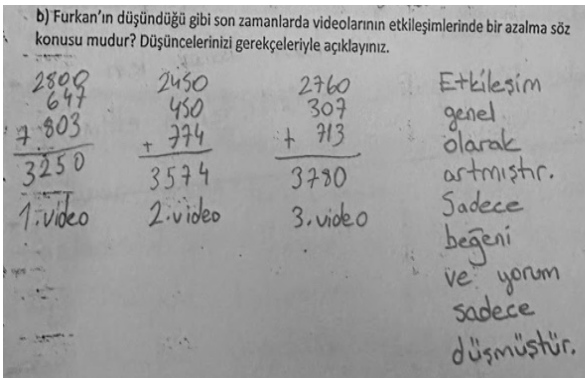 b) Furkan'ın düşündüğü gibi son zamanlarda videolarının etkileşimlerinde bir azalma söz
konusu mudur? Düşüncelerinizi gerekçeleriyle açıklayınız.
2800
647
+ 803
3250
1. video
2450
450
+ 774
3574
2. video
2760
307
+ 713
3780
3. video
Etkileşim
genel
olarak
artmıştır.
Sadece
beğeni
ve yorum
sadece
düşmüştür.